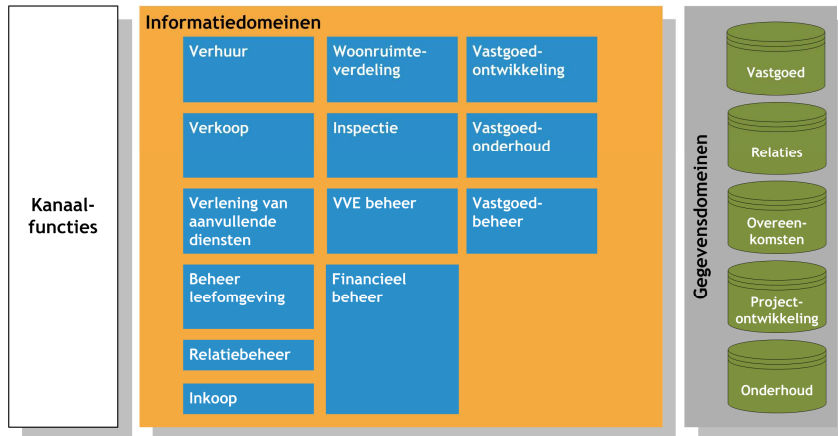 Kanaal-
functies
Informatiedomeinen
Verhuur
Woonruimte-
verdeling
Vastgoed-
ontwikkeling
Verkoop
Inspectie
Vastgoed-
onderhoud
Verlening van
aanvullende
diensten
VVE beheer
Vastgoed-
beheer
Beheer
leefomgeving
Financieel
beheer
Relatiebeheer
Inkoop
Gegevensdomeinen
Vastgoed
Relaties
Overeen-
komsten
Project-
ontwikkeling
Onderhoud